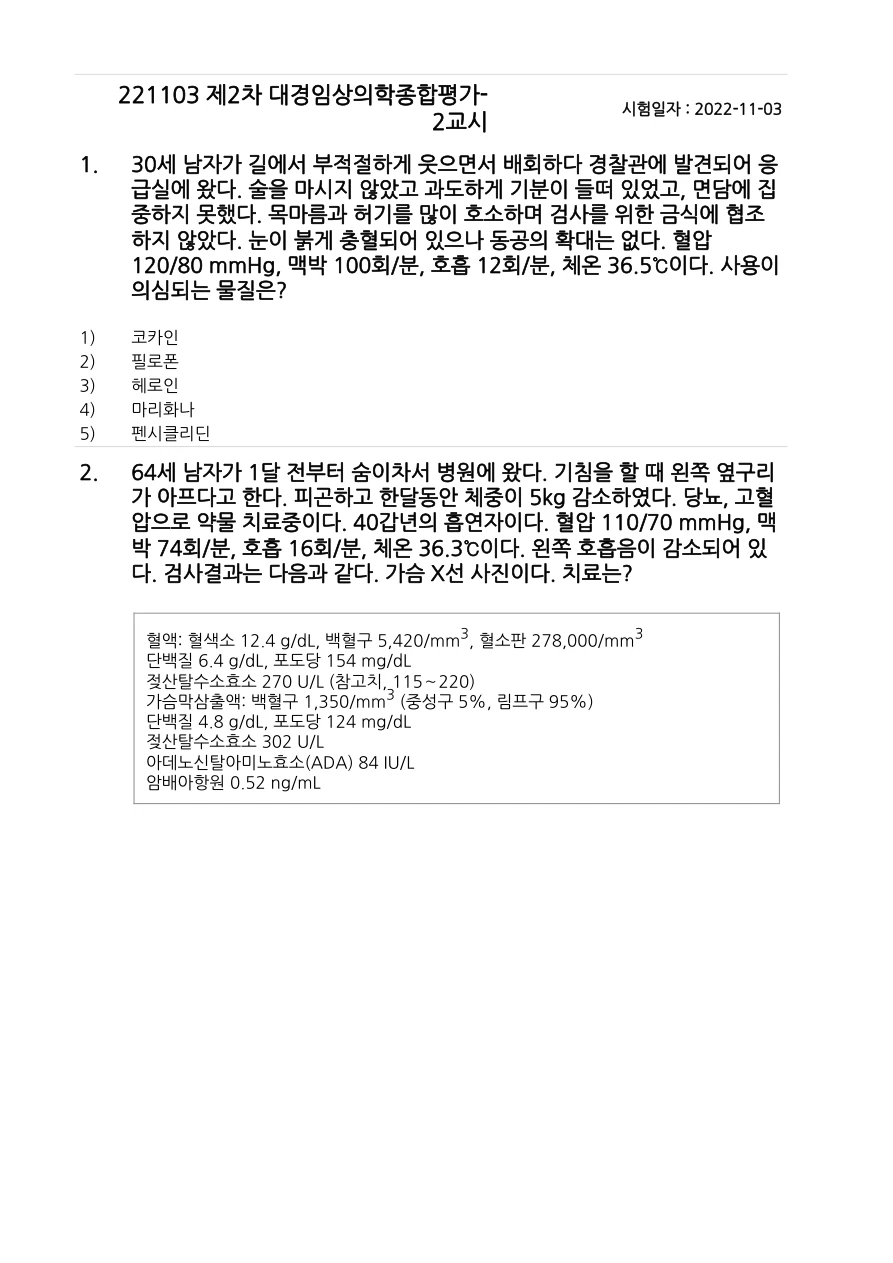 221103 제2차 대경임상의학종합평가-
2교시
시험일자 : 2022-11-03
1. 30세 남자가 길에서 부적절하게 웃으면서 배회하다 경찰관에 발견되어 응
급실에 왔다. 술을 마시지 않았고 과도하게 기분이 들떠 있었고, 면담에 집
중하지 못했다. 목마름과 허기를 많이 호소하며 검사를 위한 금식에 협조
하지 않았다. 눈이 붉게 충혈되어 있으나 동공의 확대는 없다. 혈압
120/80 mmHg, 맥박 100회/분, 호흡 12회/분, 체온 36.5℃이다. 사용이
의심되는 물질은?
1) 코카인
2) 필로폰
3) 헤로인
4) 마리화나
5) 펜시클리딘
2. 64세 남자가 1달 전부터 숨이차서 병원에 왔다. 기침을 할 때 왼쪽 옆구리
가 아프다고 한다. 피곤하고 한달동안 체중이 5kg 감소하였다. 당뇨, 고혈
압으로 약물 치료중이다. 40갑년의 흡연자이다. 혈압 110/70 mmHg, 맥
박 74회/분, 호흡 16회/분, 체온 36.3℃이다. 왼쪽 호흡음이 감소되어 있
다. 검사결과는 다음과 같다. 가슴 X선 사진이다. 치료는?
혈액: 혈색소 12.4 g/dL, 백혈구 5,420/mm³, 혈소판 278,000/mm³
단백질 6.4 g/dL, 포도당 154 mg/dL
젖산탈수소효소 270 U/L (참고치, 115~220)
가슴막삼출액: 백혈구 1,350/mm³ (중성구 5%, 림프구 95%)
단백질 4.8 g/dL, 포도당 124 mg/dL
젖산탈수소효소 302 U/L
아데노신탈아미노효소(ADA) 84 IU/L
암배아항원 0.52 ng/mL